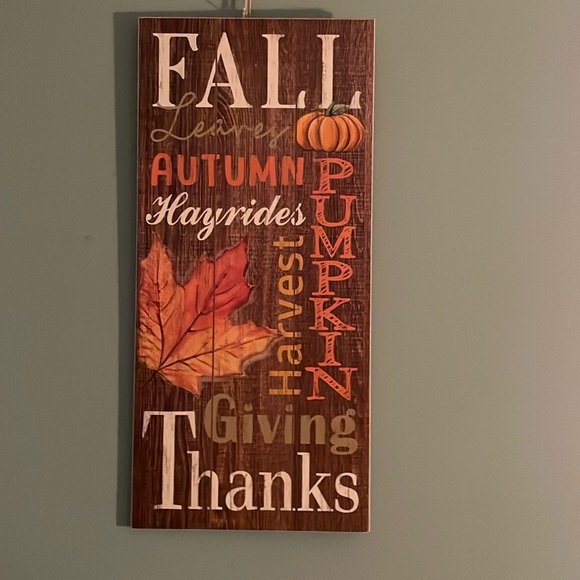 FALL
Leaves
AUTUMN
Hayrides
PUMPKIN
Harvest
Giving
Thanks